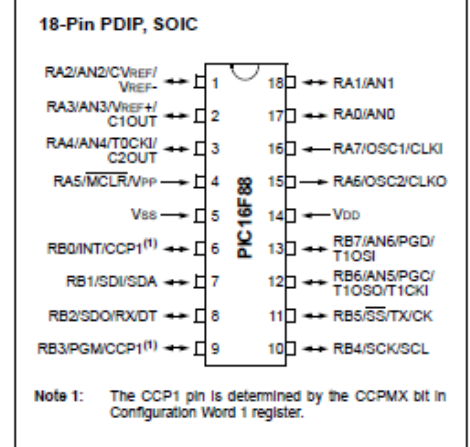 18-Pin PDIP, SOIC
RA2/AN2/CVREF/
VREF-
1
18
RA1/AN1
RA3/AN3/VREF+/
C1OUT
2
17
RA0/AN0
RA4/AN4/T0CKI/
C2OUT
3
16
RA7/OSC1/CLKI
RA5/MCLR/VPP
4
15
RA6/OSC2/CLKO
VSS
5
14
VDD
PIC16F88
RB0/INT/CCP1(1)
6
13
RB7/AN6/PGD/
T1OSI
RB1/SDI/SDA
7
12
RB6/AN5/PGC/
T1OSO/T1CKI
RB2/SDO/RX/DT
8
11
RB5/SS/TX/CK
RB3/PGM/CCP1(1)
9
10
RB4/SCK/SCL
Note 1: The CCP1 pin is determined by the CCPMX bit in
Configuration Word 1 register.